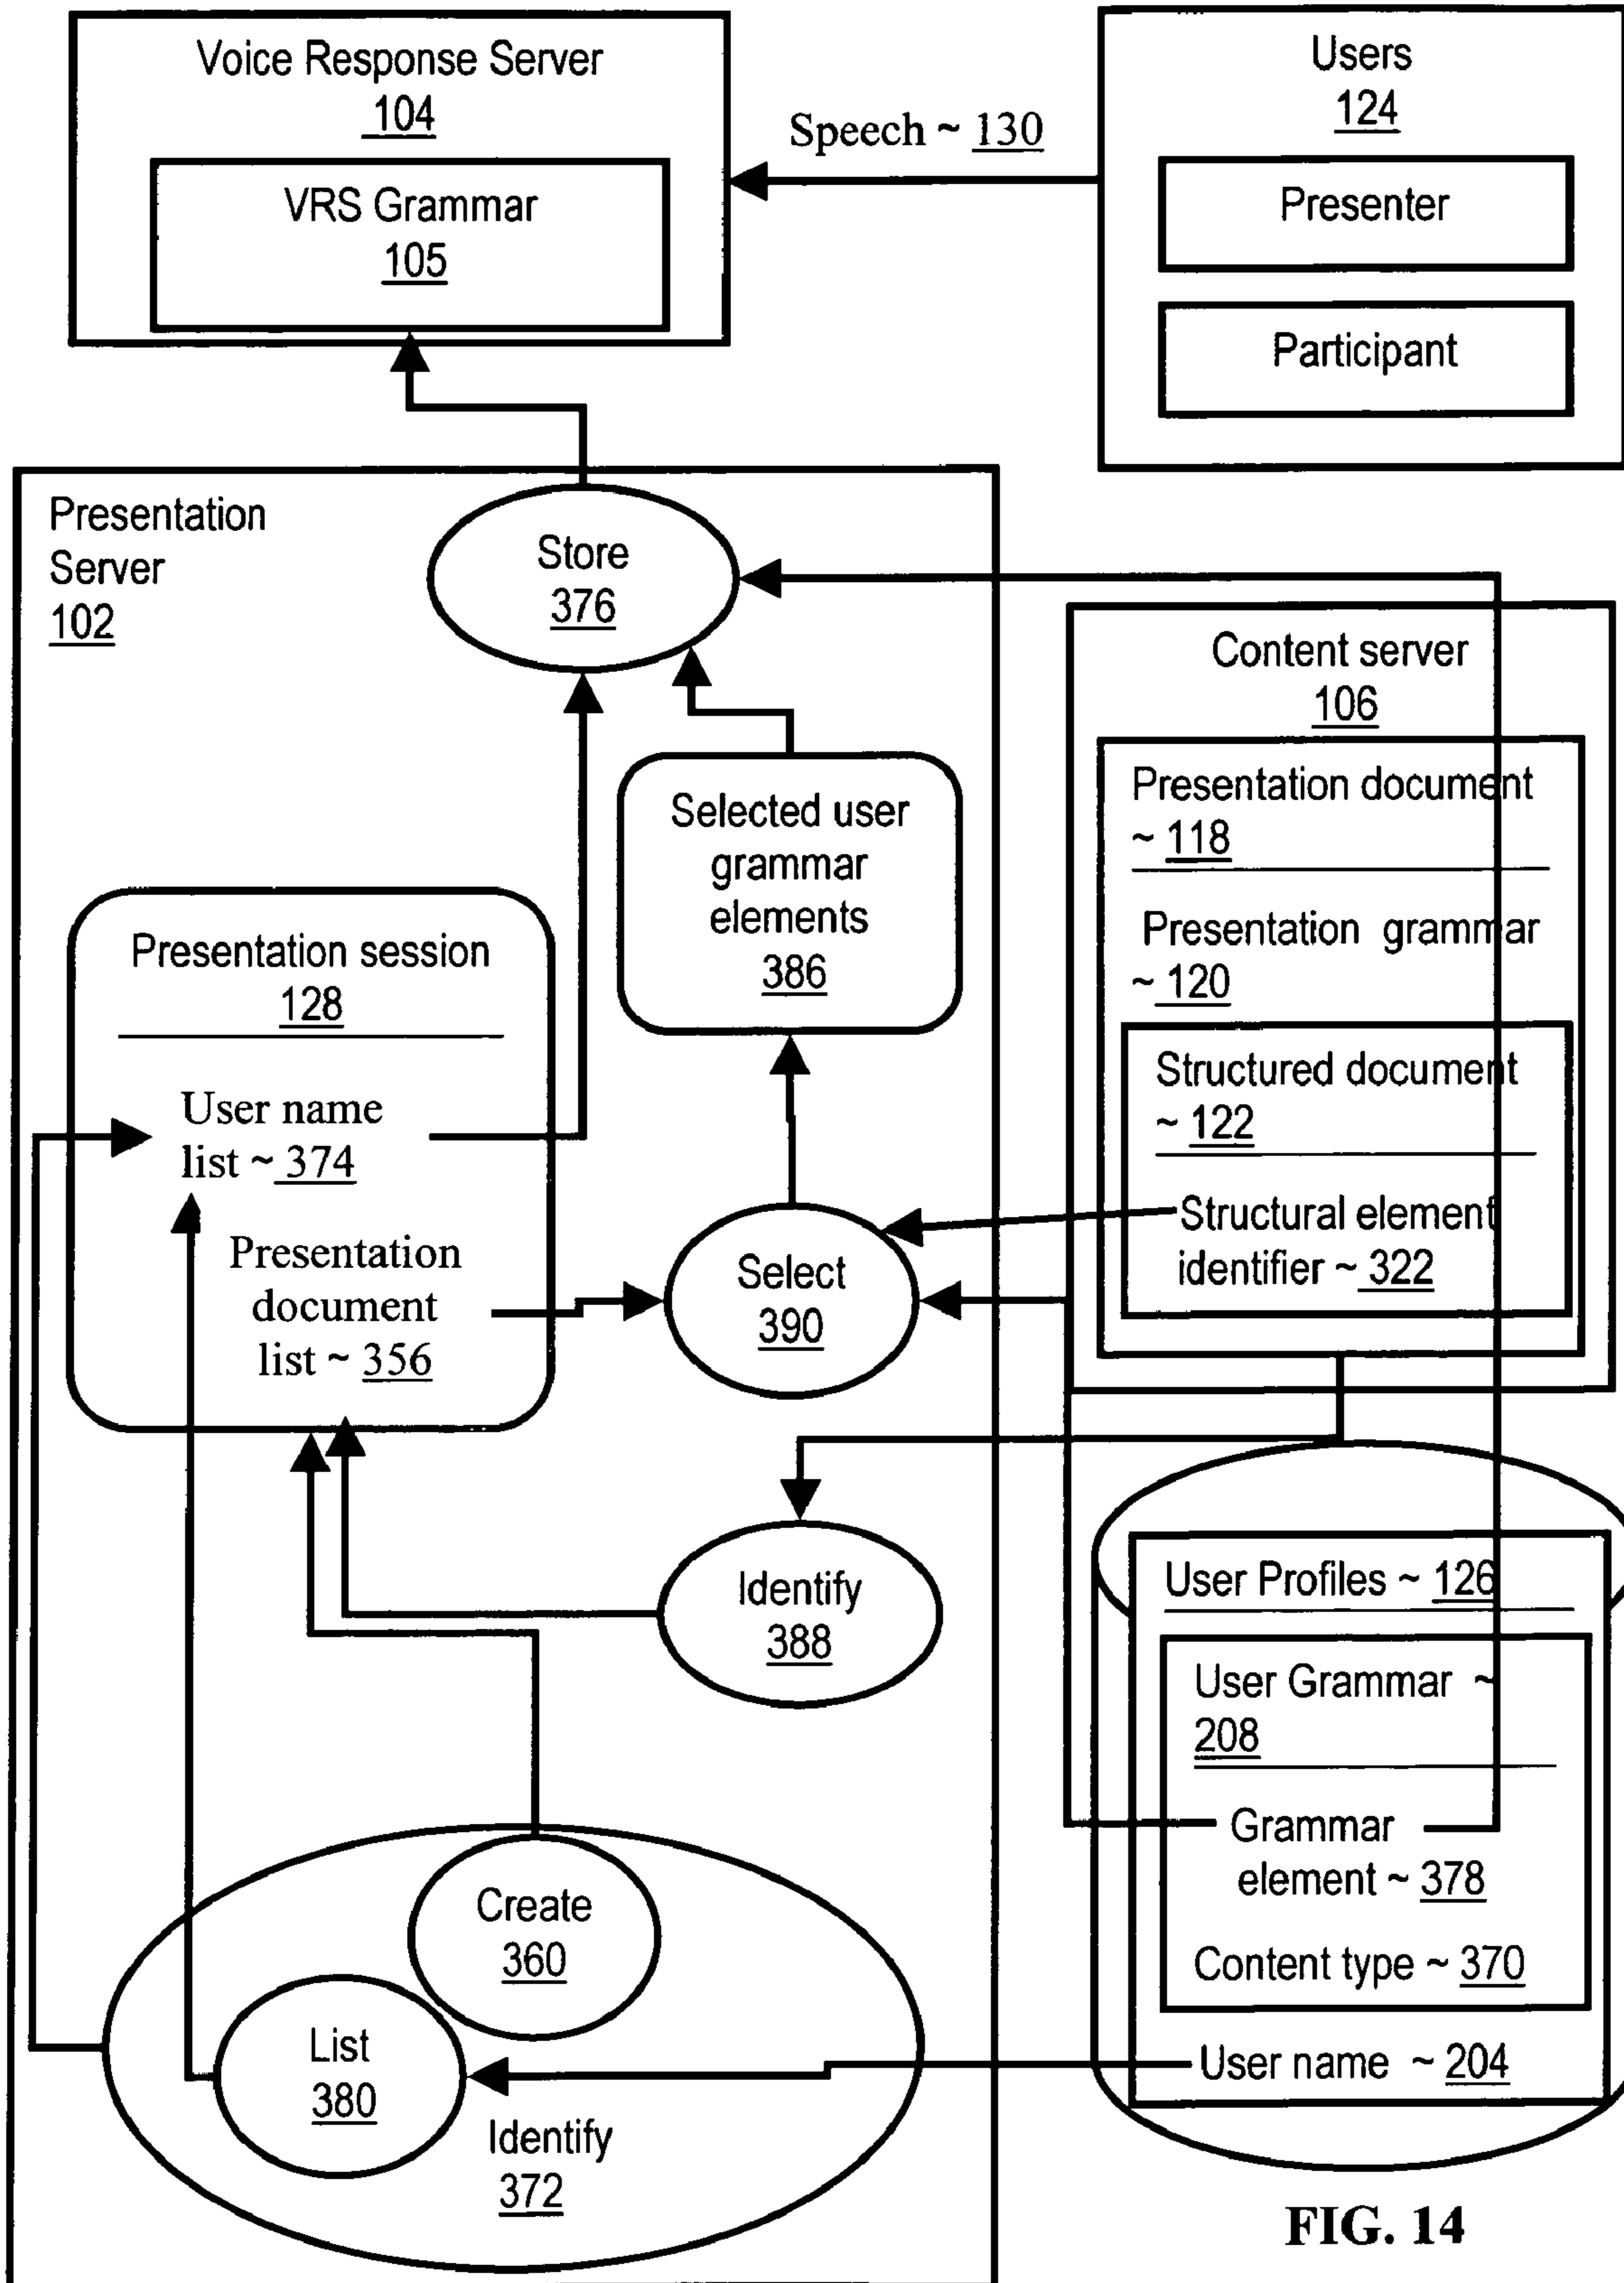 Voice Response Server
104
VRS Grammar
105
Speech ~ 130
Users
124
Presenter
Participant
Presentation
Server
102
Store
376
Content server
106
Presentation document
~ 118
Presentation grammar
~ 120
Structured document
~ 122
Structural element
identifier ~ 322
Selected user
grammar
elements
386
Presentation session
128
User name
list ~ 374
Presentation
document
list ~ 356
Select
390
Identify
388
User Profiles ~ 126
User Grammar ~
208
Grammar
element ~ 378
Content type ~ 370
User name ~ 204
Create
360
List
380
Identify
372
FIG. 14